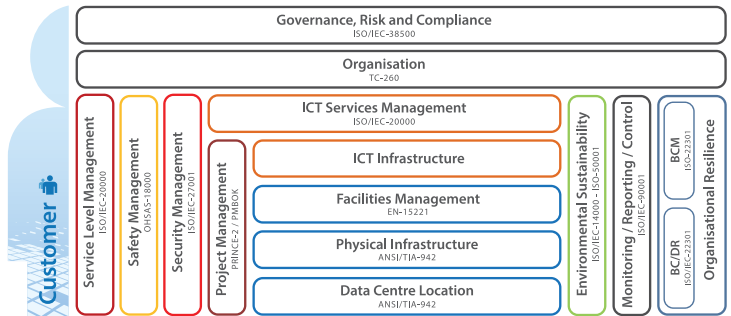 Governance, Risk and Compliance
ISO/IEC-38500
Organisation
TC-260
Customer
Service Level Management
ISO/IEC-20000
Safety Management
OHSAS-18000
Security Management
ISO/IEC-27001
ICT Services Management
ISO/IEC-20000
Project Management
PRINCE-2 / PMBOK
ICT Infrastructure
Facilities Management
EN-15221
Physical Infrastructure
ANSI/TIA-942
Data Centre Location
ANSI/TIA-942
Environmental Sustainability
ISO/IEC-14000 - ISO-50001
Monitoring / Reporting / Control
ISO/IEC-90001
BCM
ISO-22301
BC/DR
ISO/IEC-22301
Organisational Resilience